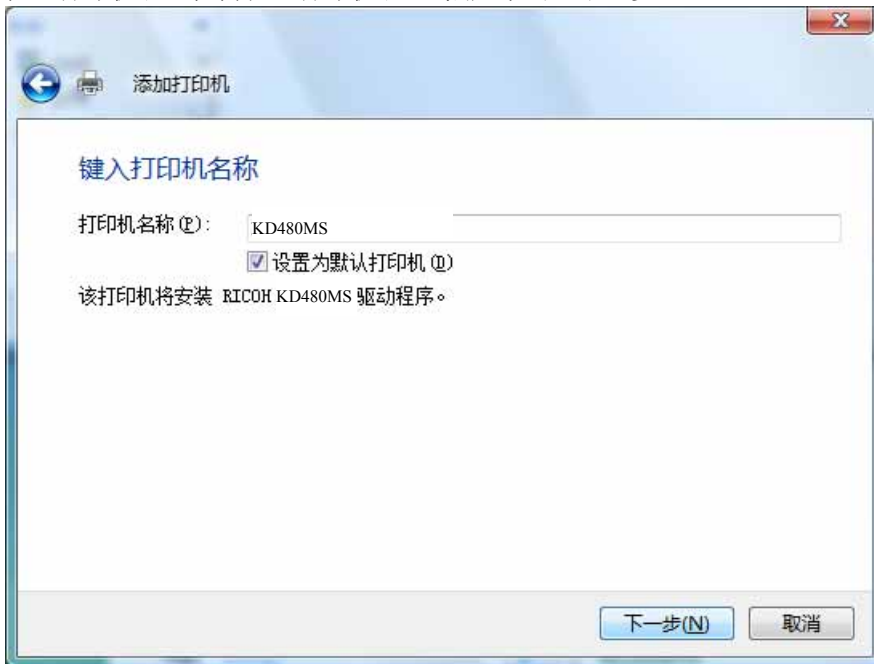 添加打印机
键入打印机名称
打印机名称(P): KD480MS
设置为默认打印机(D)
该打印机将安装 RICOH KD480MS 驱动程序。
下一步(N) 取消